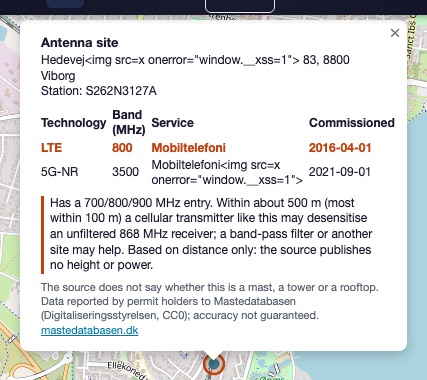 Antenna site
Hedevej<img src=x onerror="window.__xss=1"> 83, 8800
Viborg
Station: S262N3127A
Technology Band (MHz) Service Commissioned
LTE 800 Mobiltelefoni 2016-04-01
5G-NR 3500 Mobiltelefoni<img src=x onerror="window.__xss=1"> 2021-09-01
Has a 700/800/900 MHz entry. Within about 500 m (most
within 100 m) a cellular transmitter like this may desensitise
an unfiltered 868 MHz receiver; a band-pass filter or another
site may help. Based on distance only: the source publishes
no height or power.
The source does not say whether this is a mast, a tower or a rooftop.
Data reported by permit holders to Mastedatabasen
(Digitaliseringsstyrelsen, CC0); accuracy not guaranteed.
mastedatabasen.dk